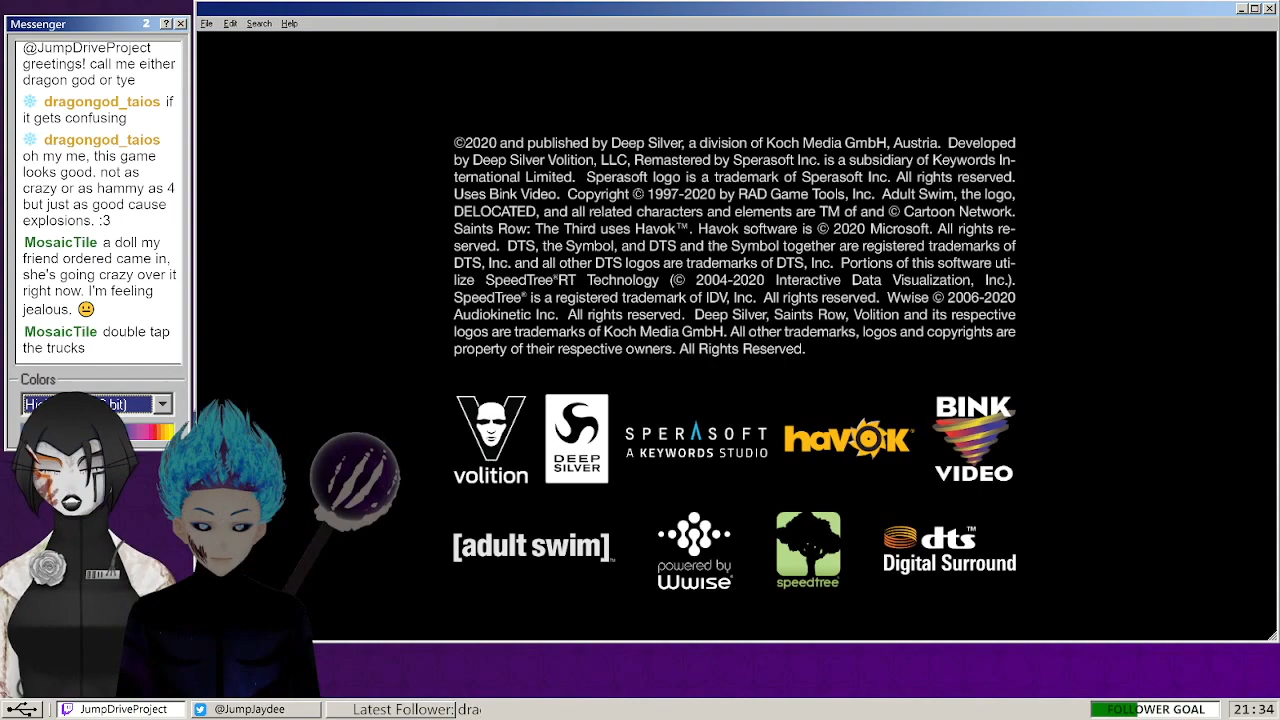 Messenger 2 ?
@JumpDriveProject
greetings! call me either
dragon god or tye
dragongod_taios if
it gets confusing
dragongod_taios
oh my me, this game
looks good. not as
crazy or as hammy as 4
but just as good cause
explosions. :3
MosaicTile a doll my
friend ordered came in,
she's going crazy over it
right now. I'm feeling
jealous.
MosaicTile double tap
the trucks
Colors
bit)
File Edit Search Help
©2020 and published by Deep Silver, a division of Koch Media GmbH, Austria. Developed
by Deep Silver Volition, LLC, Remastered by Sperasoft Inc. is a subsidiary of Keywords In-
ternational Limited. Sperasoft logo is a trademark of Sperasoft Inc. All rights reserved.
Uses Bink Video. Copyright © 1997-2020 by RAD Game Tools, Inc. Adult Swim, the logo,
DELOCATED, and all related characters and elements are TM of and © Cartoon Network.
Saints Row: The Third uses Havok™. Havok software is © 2020 Microsoft. All rights re-
served. DTS, the Symbol, and DTS and the Symbol together are registered trademarks of
DTS, Inc. and all other DTS logos are trademarks of DTS, Inc. Portions of this software uti-
lize SpeedTree®RT Technology (© 2004-2020 Interactive Data Visualization, Inc.).
SpeedTree® is a registered trademark of IDV, Inc. All rights reserved. Wwise © 2006-2020
Audiokinetic Inc. All rights reserved. Deep Silver, Saints Row, Volition and its respective
logos are trademarks of Koch Media GmbH. All other trademarks, logos and copyrights are
property of their respective owners. All Rights Reserved.
volition
DEEP
SILVER
SPERASOFT
A KEYWORDS STUDIO
havok®
BINK
VIDEO
[adult swim]™
powered by
wwise®
speedtree®
dts™
Digital Surround
JumpDriveProject
@JumpJaydee
Latest Follower: dra
FOLLOWER GOAL
21:34